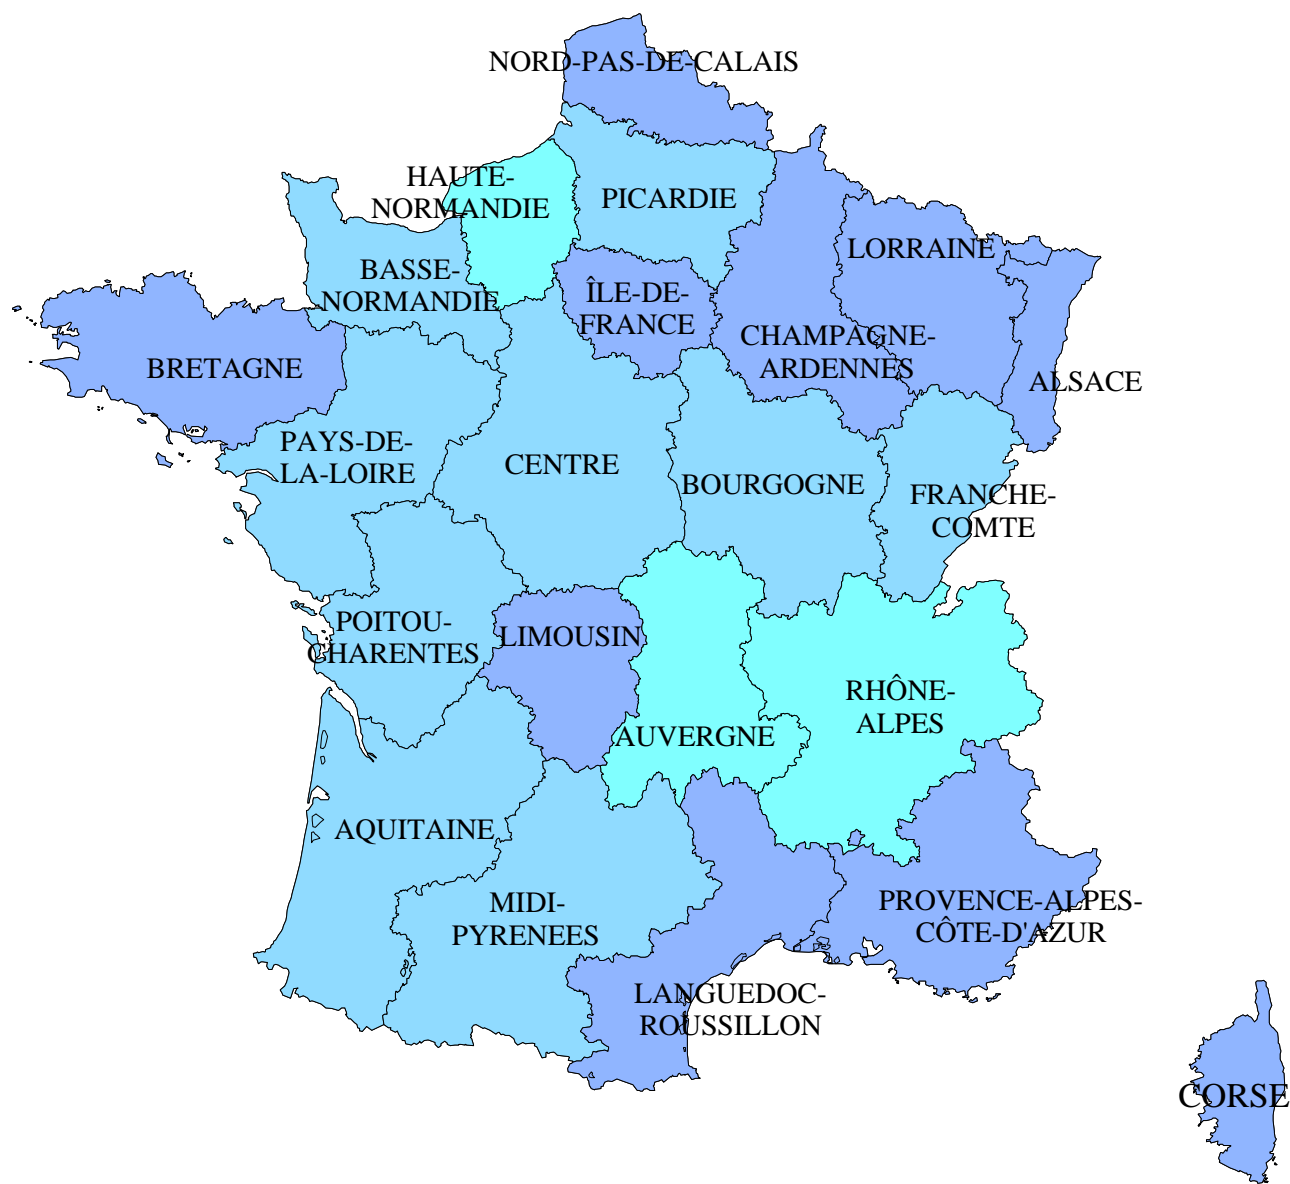 NORD-PAS-DE-CALAIS
HAUTE-
NORMANDIE
PICARDIE
LORRAINE
BASSE-
NORMANDIE
ÎLE-DE-
FRANCE
CHAMPAGNE-
ARDENNES
BRETAGNE
ALSACE
PAYS-DE-
LA-LOIRE
CENTRE
BOURGOGNE
FRANCHE-
COMTE
POITOU-
CHARENTES
LIMOUSIN
RHÔNE-
ALPES
AUVERGNE
AQUITAINE
MIDI-
PYRENEES
PROVENCE-ALPES-
CÔTE-D'AZUR
LANGUEDOC-
ROUSSILLON
CORSE